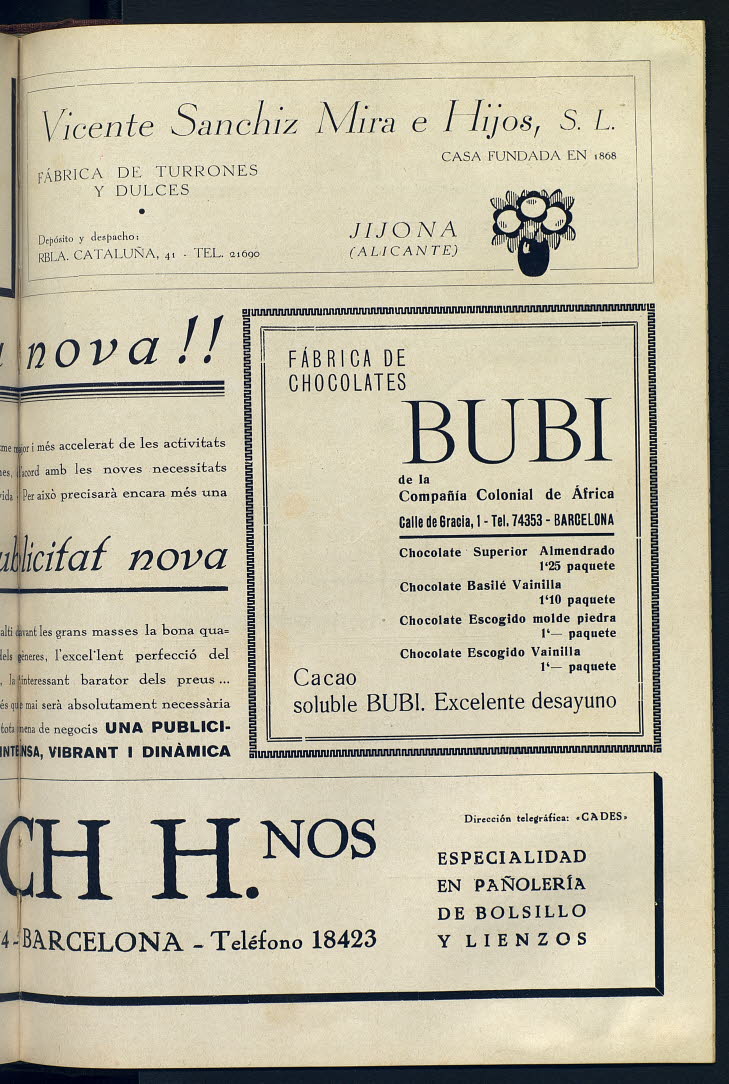 Vicente Sanchiz Mira e Hijos, S. L.
CASA FUNDADA EN 1868
FÁBRICA DE TURRONES
Y DULCES
Depósito y despacho:
RBLA. CATALUÑA, 41 - TEL. 21690
JIJONA
(ALICANTE)
nova!!
i més accelerat de les activitats
amb les noves necessitats
Per això precisarà encara més una
publicitat nova
les grans masses la bona qua=
gèneres, l'excel'lent perfecció del
interessant barator dels preus ...
mai serà absolutament necessària
tota mena de negocis UNA PUBLICI-
INTENSA, VIBRANT I DINÀMICA
FÁBRICA DE
CHOCOLATES
BUBI
de la
Compañía Colonial de África
Calle de Gracia, 1 - Tel. 74353 - BARCELONA
Chocolate Superior Almendrado
1'25 paquete
Chocolate Basilé Vainilla
1'10 paquete
Chocolate Escogido molde piedra
1'— paquete
Chocolate Escogido Vainilla
1'— paquete
Cacao
soluble BUBI. Excelente desayuno
CH H.NOS
4-BARCELONA - Teléfono 18423
Dirección telegráfica: «CADES»
ESPECIALIDAD
EN PAÑOLERÍA
DE BOLSILLO
Y LIENZOS